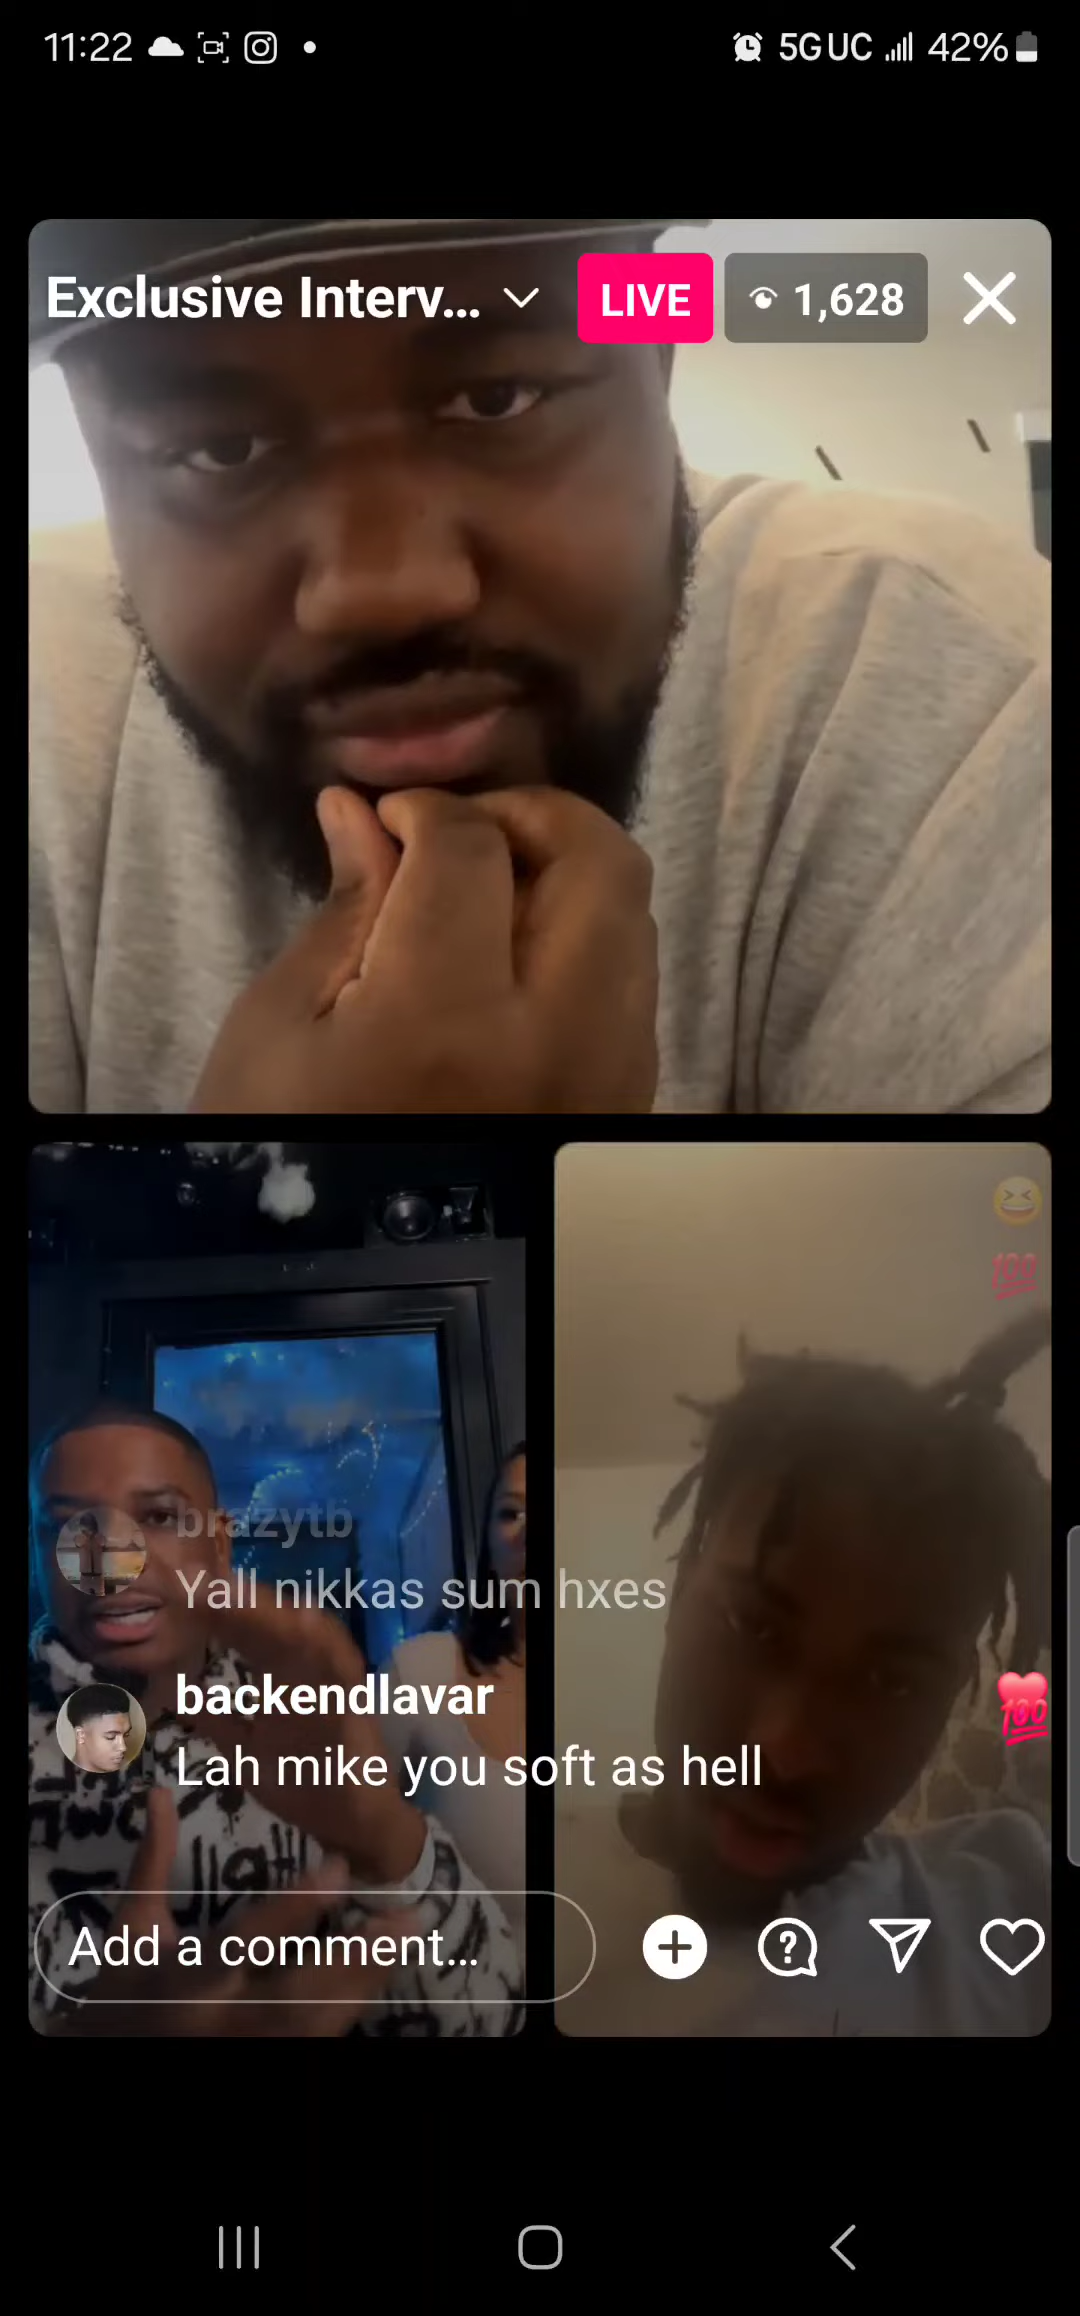 11:22 5G UC 42%
Exclusive Interv... LIVE 1,628
brazytb
Yall nikkas sum hxes
backendlavar
Lah mike you soft as hell
Add a comment...